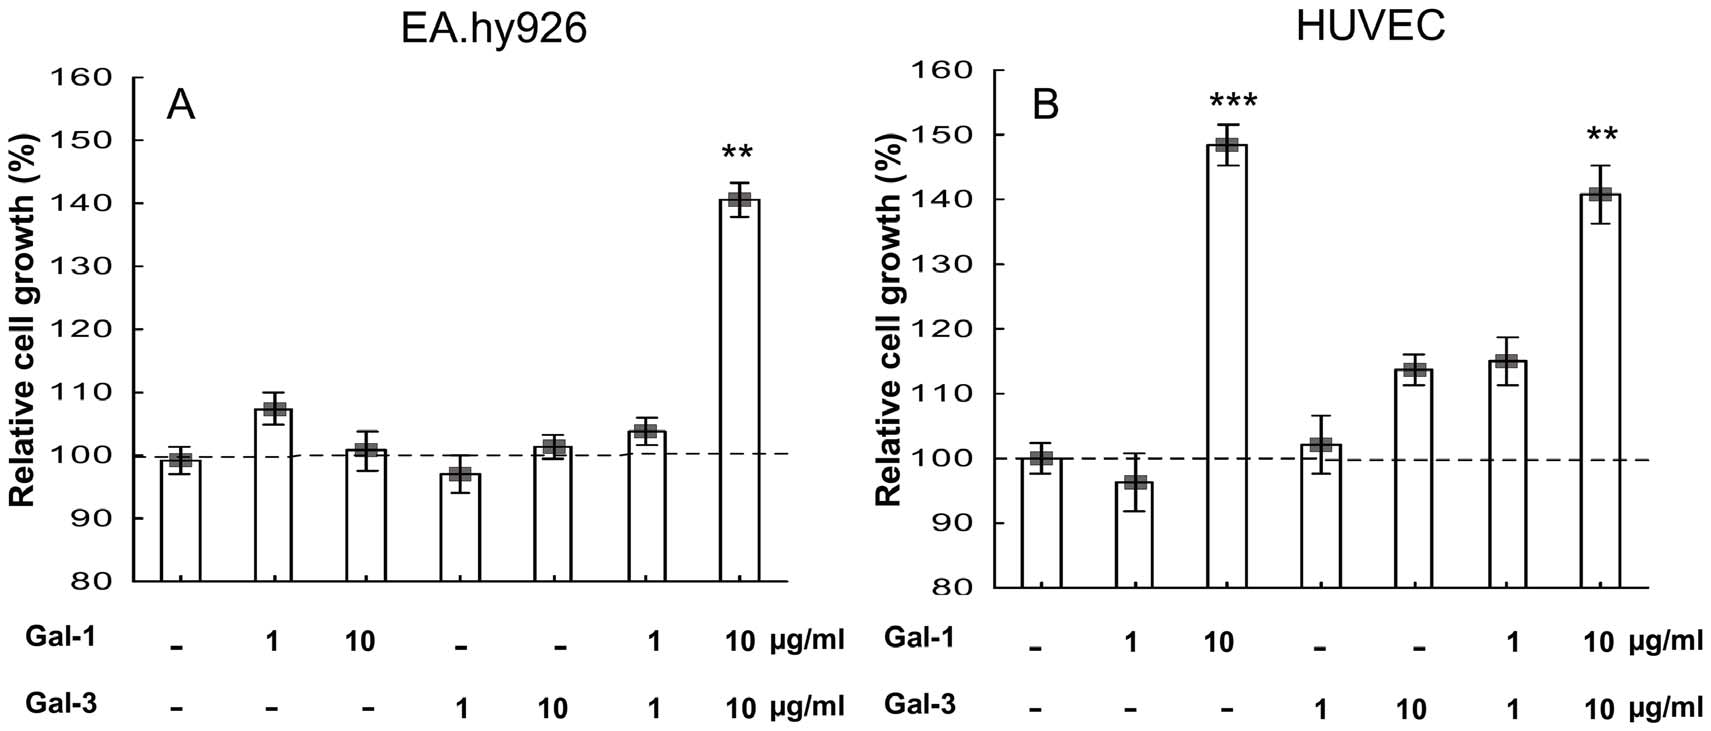 EA.hy926
A
Relative cell growth (%)
160
150
140
130
120
110
100
90
80
**
Gal-1 - 1 10 - - 1 10 µg/ml
Gal-3 - - - 1 10 1 10 µg/ml
HUVEC
B
Relative cell growth (%)
160
150
140
130
120
110
100
90
80
***
**
Gal-1 - 1 10 - - 1 10 µg/ml
Gal-3 - - - 1 10 1 10 µg/ml